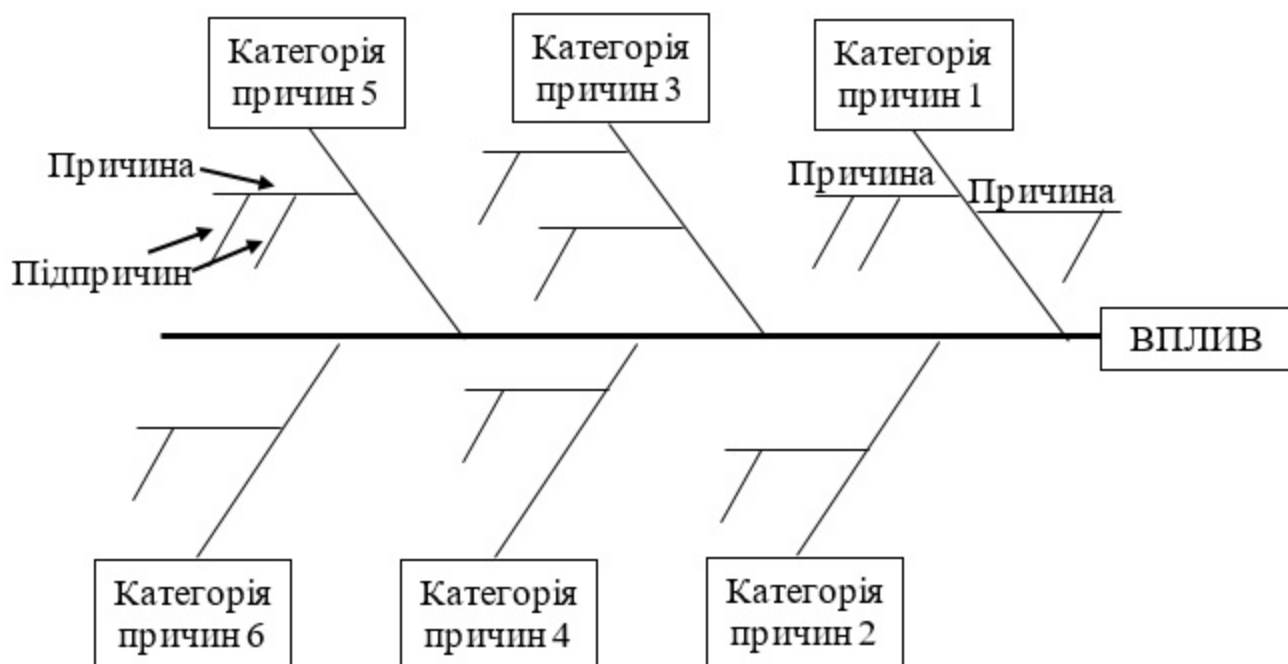 Категорія
причин 5
Категорія
причин 3
Категорія
причин 1
Причина
Причина
Причина
Підпричин
ВПЛИВ
Категорія
причин 6
Категорія
причин 4
Категорія
причин 2